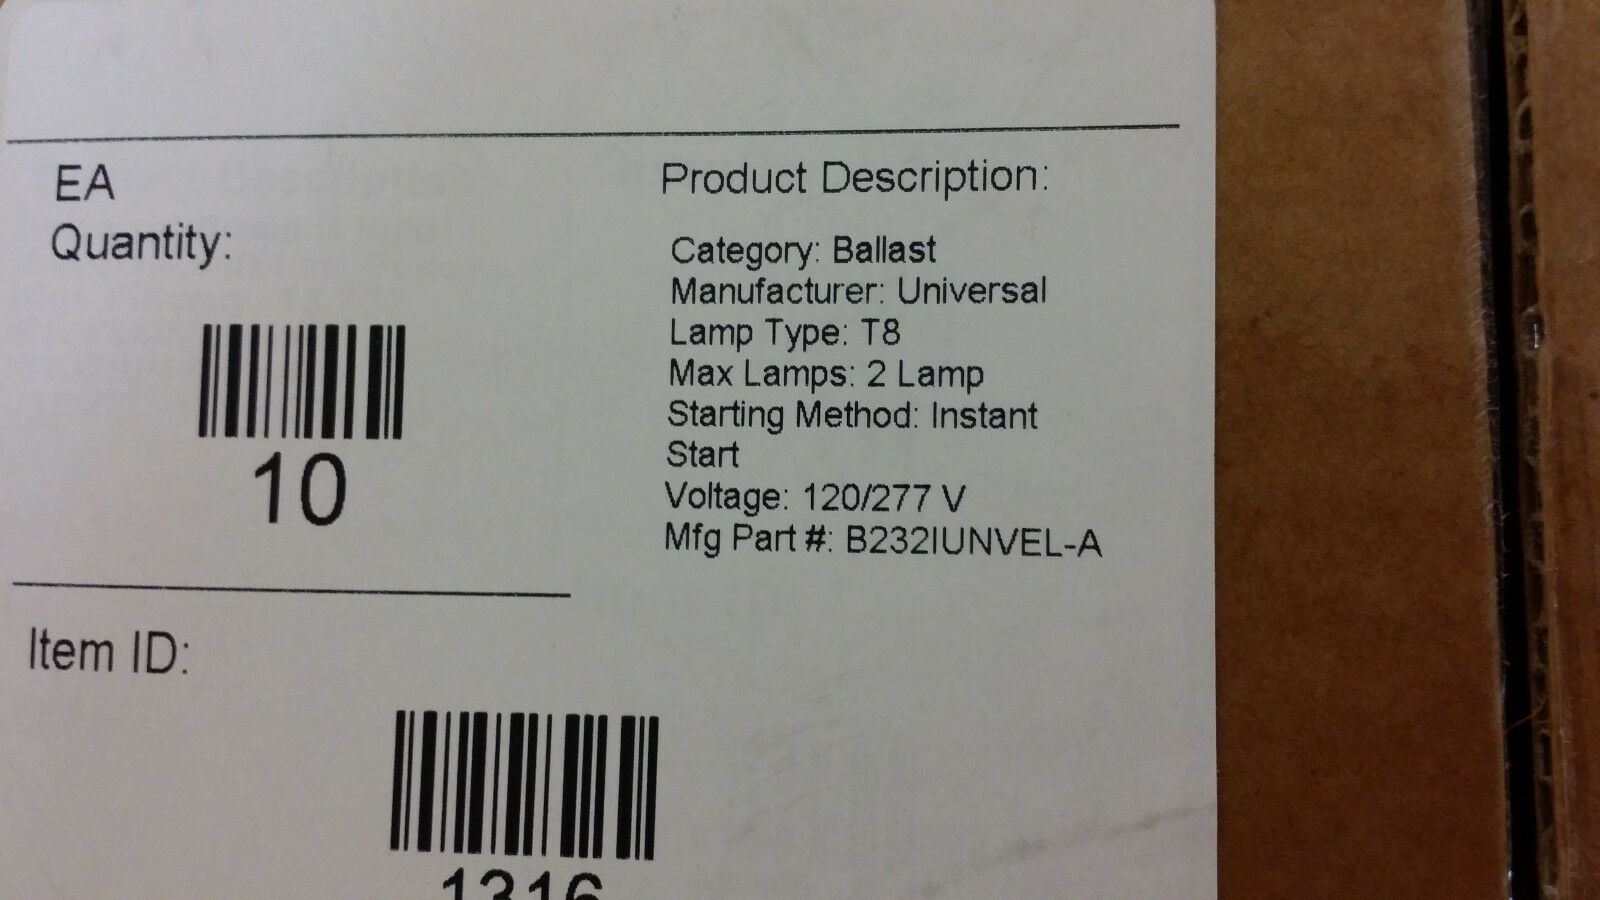 EA
Quantity:
10
Item ID:
1316
Product Description:
Category: Ballast
Manufacturer: Universal
Lamp Type: T8
Max Lamps: 2 Lamp
Starting Method: Instant
Start
Voltage: 120/277 V
Mfg Part #: B232IUNVEL-A